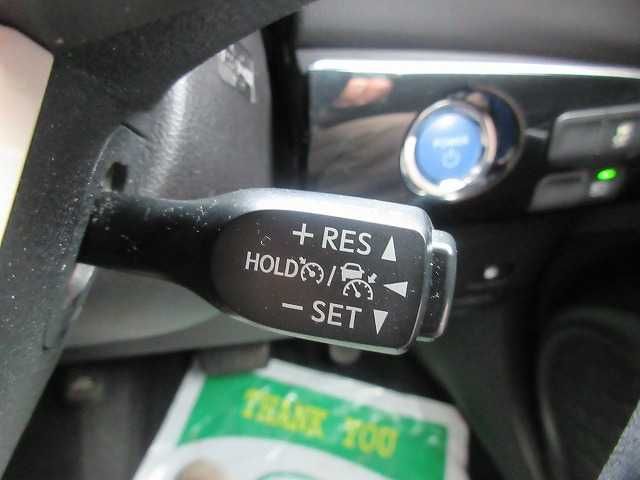 POWER
+ RES ▲
HOLD / ◀
− SET ▼
THANK YOU